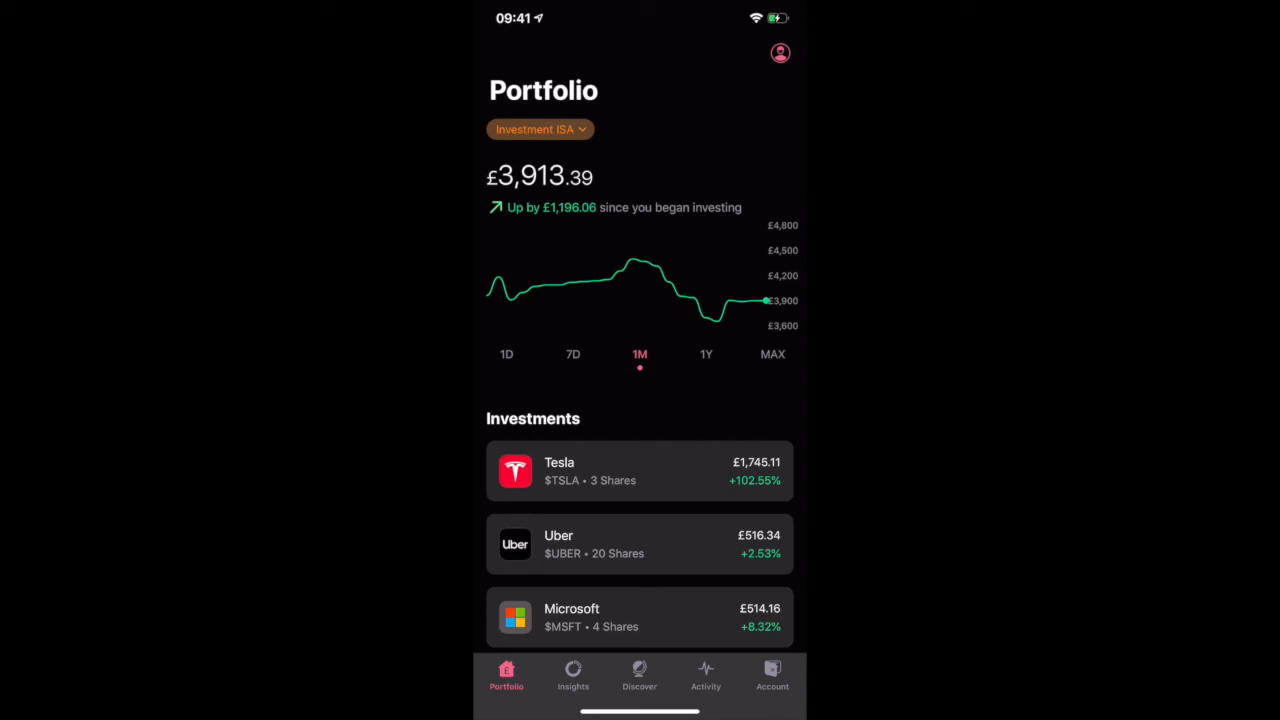 09:41
Portfolio
Investment ISA
£3,913.39
Up by £1,196.06 since you began investing
£4,800
£4,500
£4,200
£3,900
£3,600
1D 7D 1M 1Y MAX
Investments
Tesla £1,745.11
$TSLA • 3 Shares +102.55%
Uber
Uber £516.34
$UBER • 20 Shares +2.53%
Microsoft £514.16
$MSFT • 4 Shares +8.32%
£
Portfolio Insights Discover Activity Account